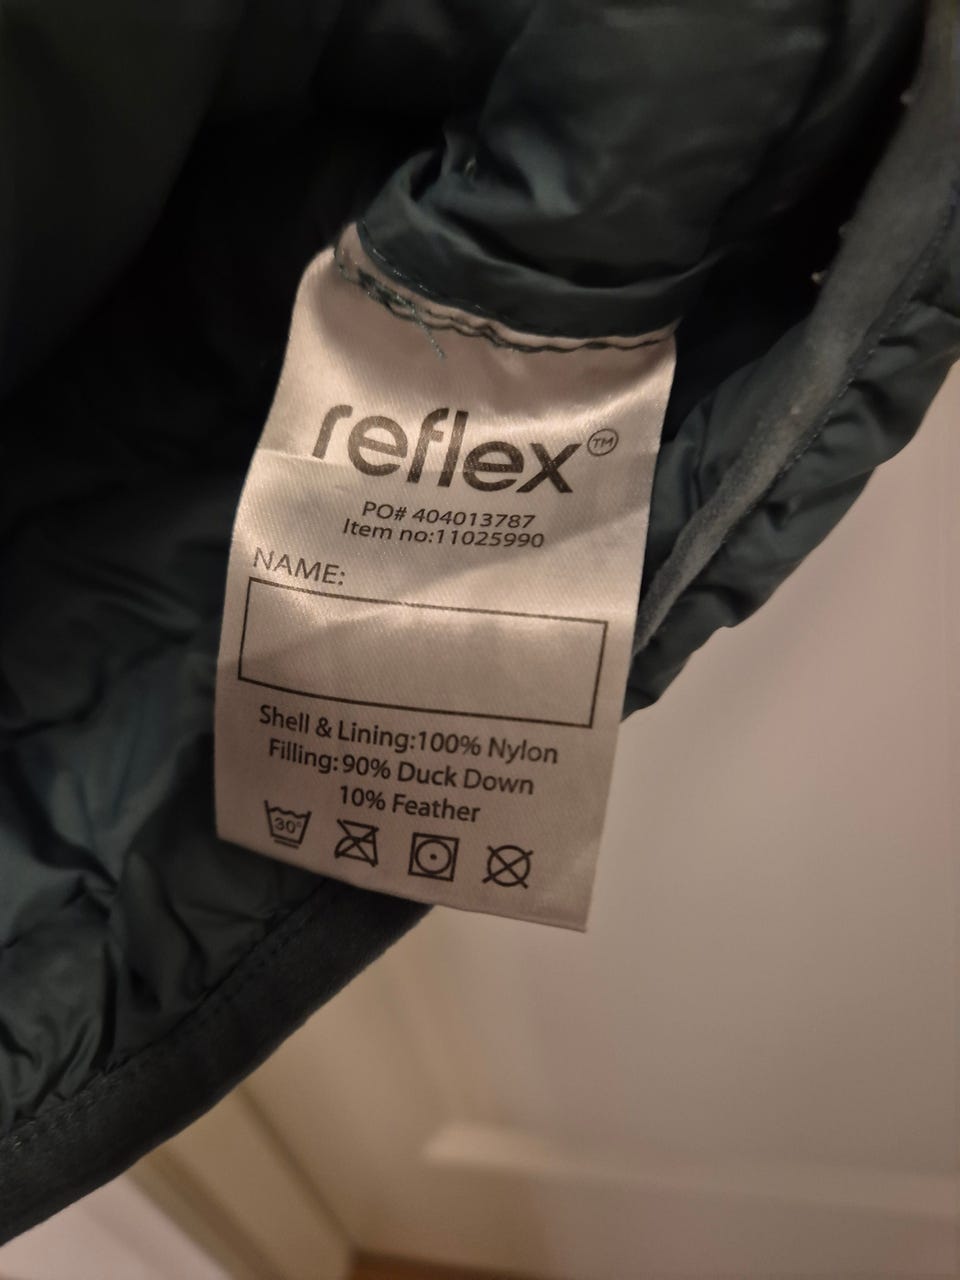 reflex™
PO# 404013787
Item no:11025990
NAME:
Shell & Lining:100% Nylon
Filling:90% Duck Down
10% Feather
30°